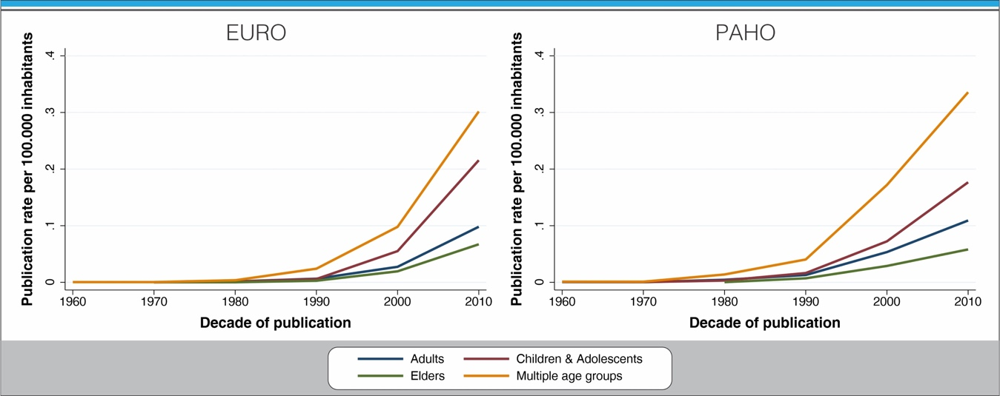 EURO
Publication rate per 100.000 inhabitants
.4
.3
.2
.1
0
1960 1970 1980 1990 2000 2010
Decade of publication
PAHO
Publication rate per 100.000 inhabitants
.4
.3
.2
.1
0
1960 1970 1980 1990 2000 2010
Decade of publication
Adults Children & Adolescents
Elders Multiple age groups